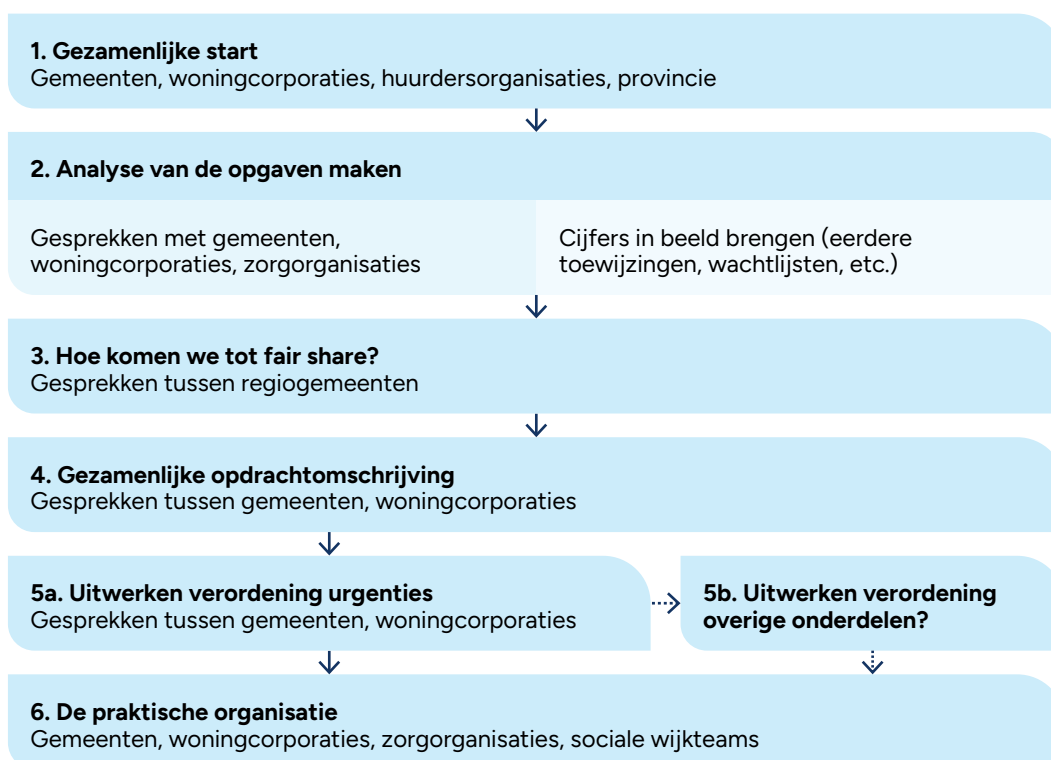 1. Gezamenlijke start
Gemeenten, woningcorporaties, huurdersorganisaties, provincie
2. Analyse van de opgaven maken
Gesprekken met gemeenten,
woningcorporaties, zorgorganisaties
Cijfers in beeld brengen (eerdere
toewijzingen, wachtlijsten, etc.)
3. Hoe komen we tot fair share?
Gesprekken tussen regiogemeenten
4. Gezamenlijke opdrachtomschrijving
Gesprekken tussen gemeenten, woningcorporaties
5a. Uitwerken verordening urgenties
Gesprekken tussen gemeenten, woningcorporaties
5b. Uitwerken verordening
overige onderdelen?
6. De praktische organisatie
Gemeenten, woningcorporaties, zorgorganisaties, sociale wijkteams